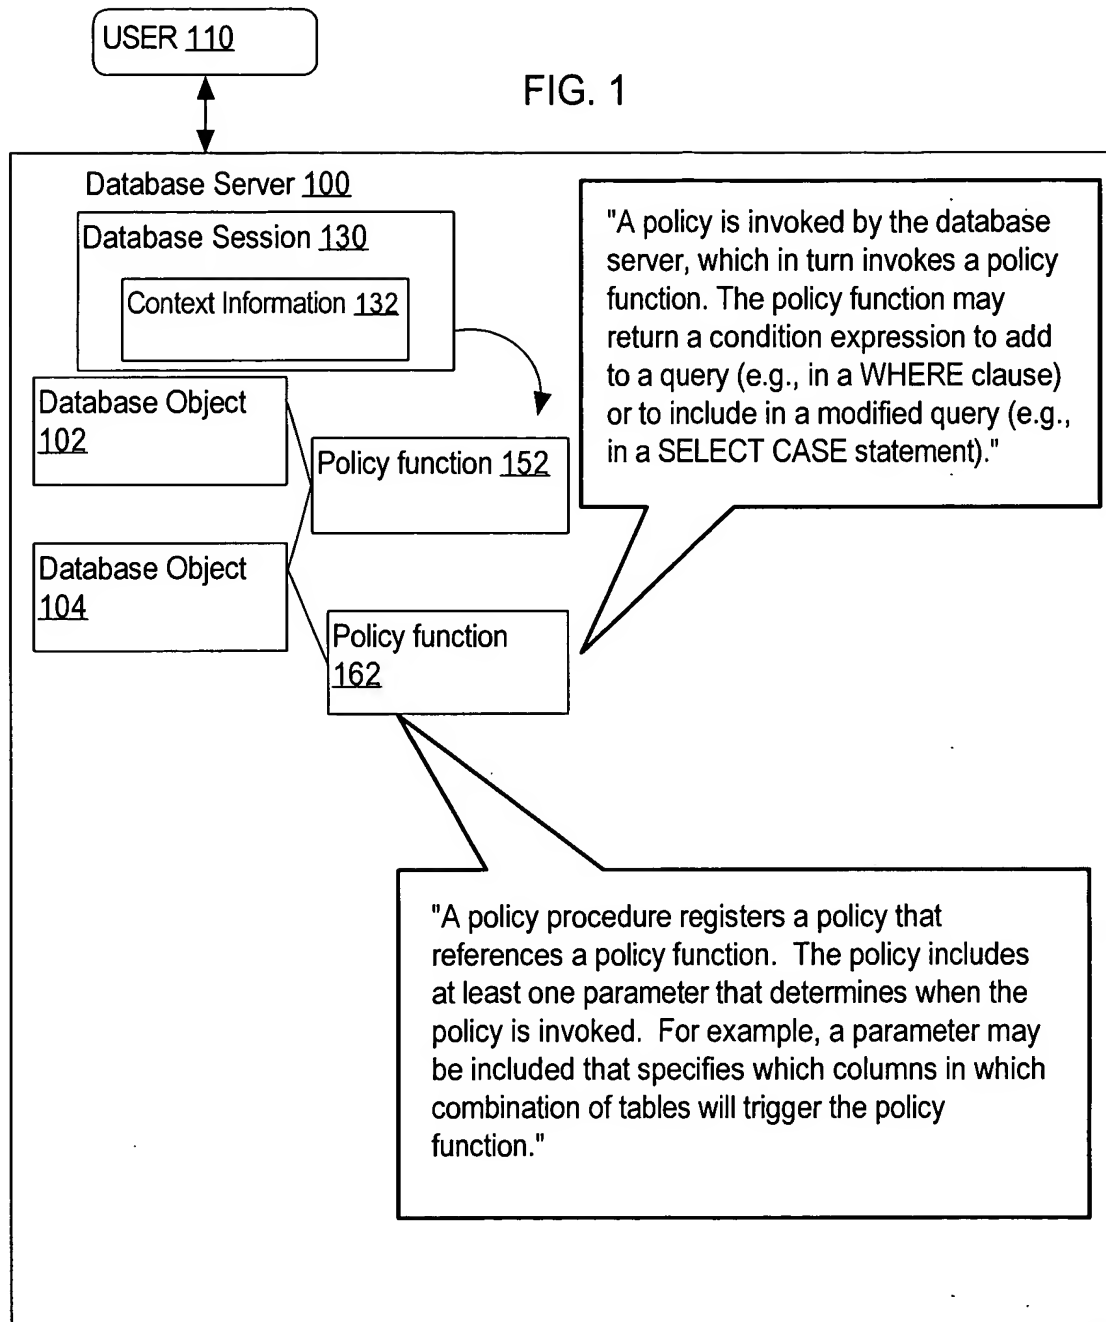 USER 110
FIG. 1
Database Server 100
Database Session 130
Context Information 132
Database Object
102
Policy function 152
Database Object
104
Policy function
162
"A policy is invoked by the database
server, which in turn invokes a policy
function. The policy function may
return a condition expression to add
to a query (e.g., in a WHERE clause)
or to include in a modified query (e.g.,
in a SELECT CASE statement)."
"A policy procedure registers a policy that
references a policy function.  The policy includes
at least one parameter that determines when the
policy is invoked.  For example, a parameter may
be included that specifies which columns in which
combination of tables will trigger the policy
function."